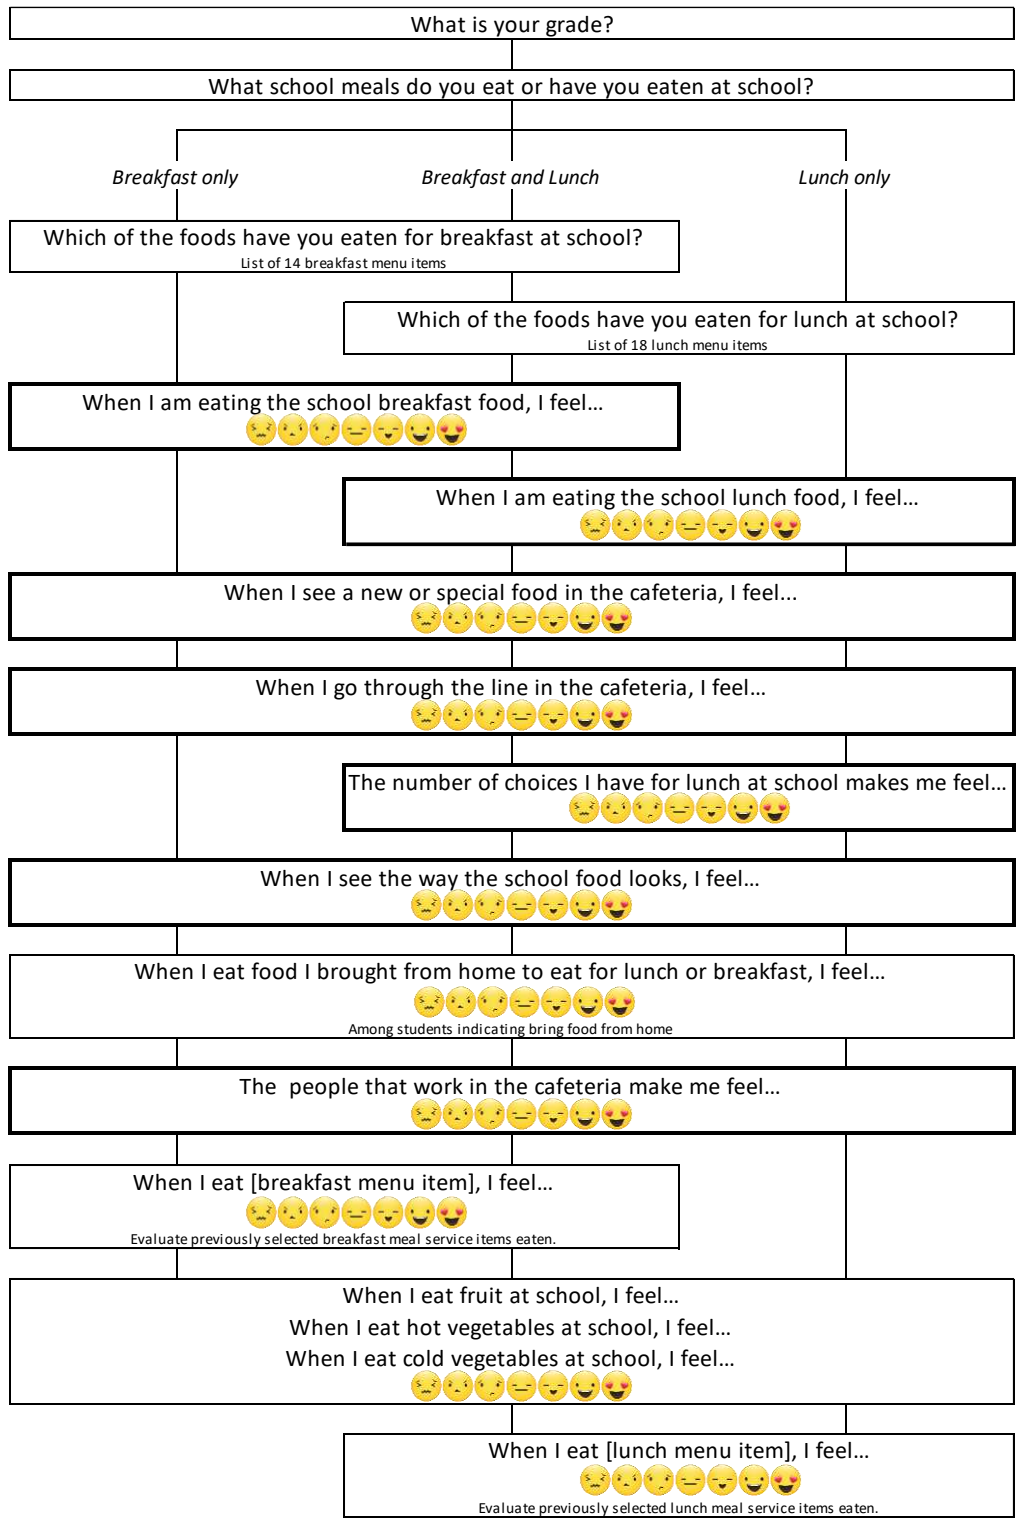 What is your grade?
What school meals do you eat or have you eaten at school?
Breakfast only
Breakfast and Lunch
Lunch only
Which of the foods have you eaten for breakfast at school?
List of 14 breakfast menu items
Which of the foods have you eaten for lunch at school?
List of 18 lunch menu items
When I am eating the school breakfast food, I feel…
When I am eating the school lunch food, I feel…
When I see a new or special food in the cafeteria, I feel...
When I go through the line in the cafeteria, I feel…
The number of choices I have for lunch at school makes me feel…
When I see the way the school food looks, I feel…
When I eat food I brought from home to eat for lunch or breakfast, I feel…
Among students indicating bring food from home
The people that work in the cafeteria make me feel…
When I eat [breakfast menu item], I feel…
Evaluate previously selected breakfast meal service items eaten.
When I eat fruit at school, I feel…
When I eat hot vegetables at school, I feel…
When I eat cold vegetables at school, I feel…
When I eat [lunch menu item], I feel…
Evaluate previously selected lunch meal service items eaten.